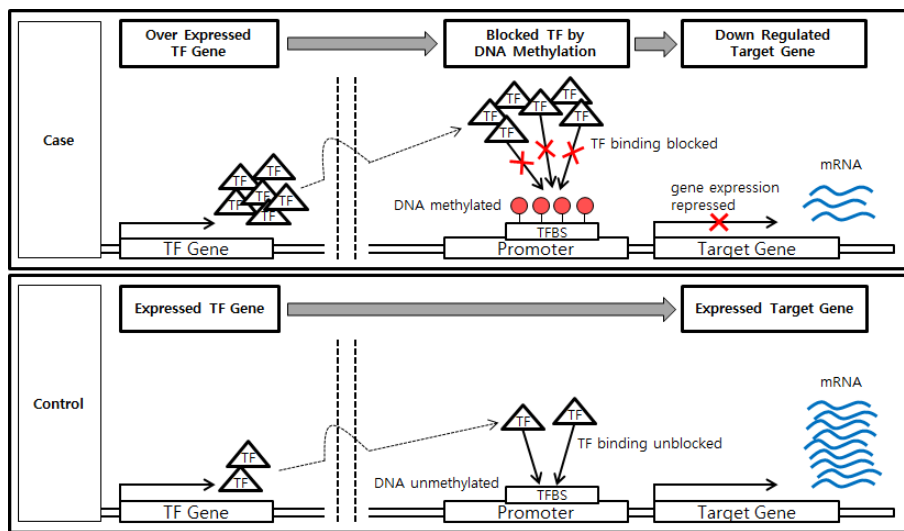 Over Expressed
TF Gene
Blocked TF by
DNA Methylation
Down Regulated
Target Gene
Case
TF
TF
TF
TF
TF
TF
TF binding blocked
mRNA
TF
TF
TF
TF
TF
TF
DNA methylated
gene expression
repressed
TFBS
TF Gene
Promoter
Target Gene
Expressed TF Gene
Expressed Target Gene
Control
mRNA
TF
TF
TF binding unblocked
TF
TF
DNA unmethylated
TFBS
TF Gene
Promoter
Target Gene